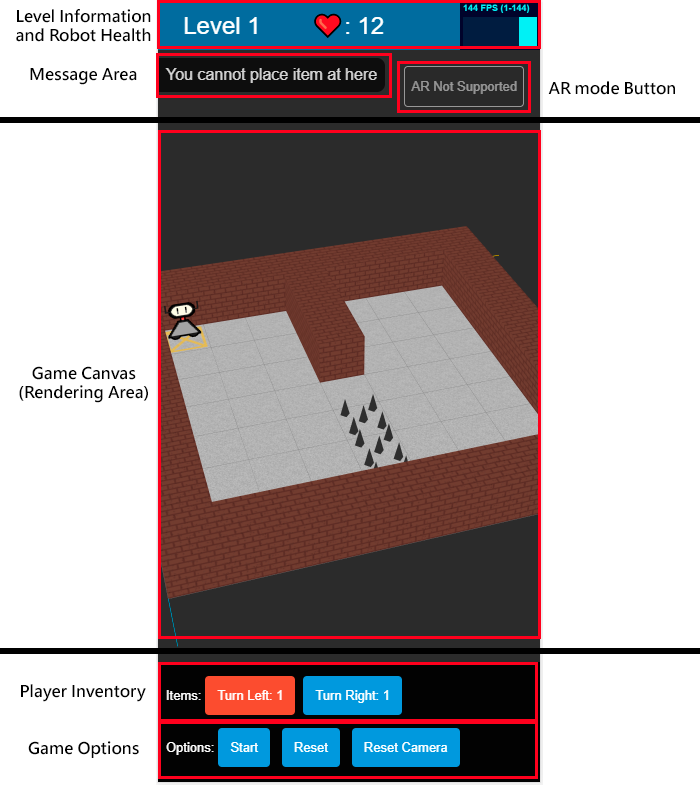 Level Information
and Robot Health
Level 1
: 12
144 FPS (1-144)
Message Area
You cannot place item at here
AR Not Supported
AR mode Button
Game Canvas
(Rendering Area)
Player Inventory
Items:
Turn Left: 1
Turn Right: 1
Game Options
Options:
Start
Reset
Reset Camera